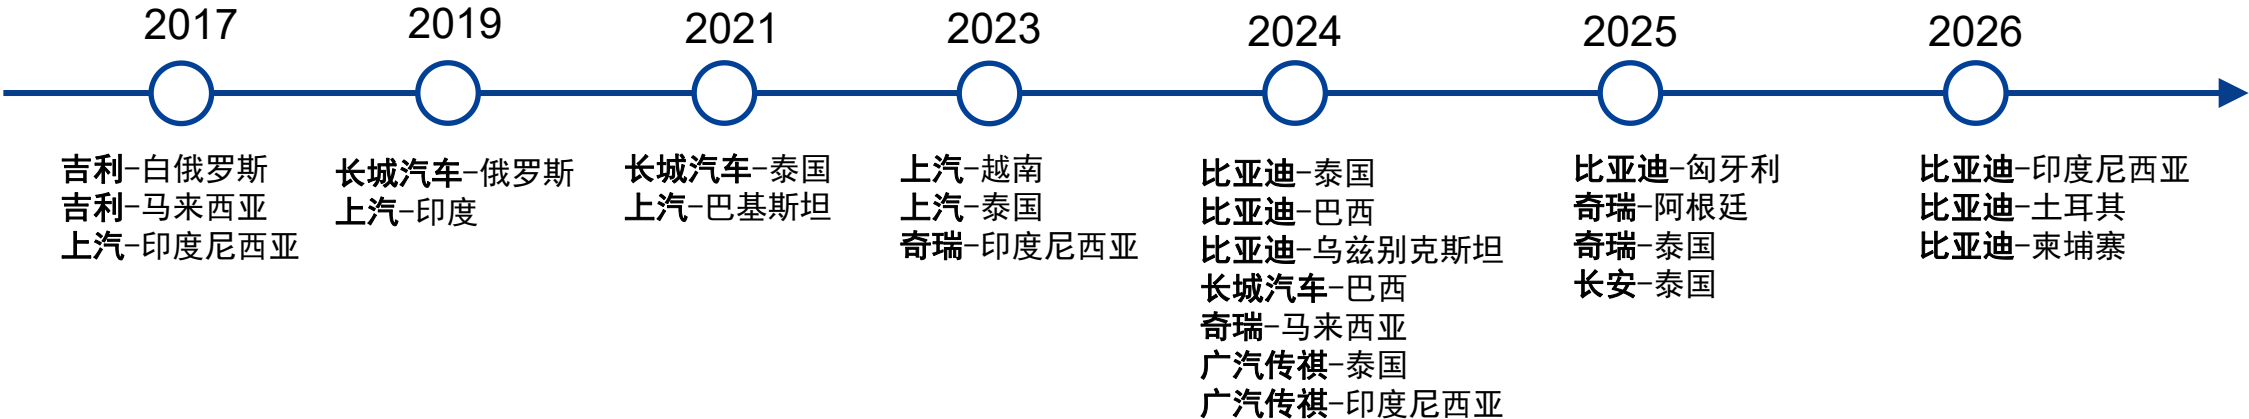 2017
吉利-白俄罗斯
吉利-马来西亚
上汽-印度尼西亚
2019
长城汽车-俄罗斯
上汽-印度
2021
长城汽车-泰国
上汽-巴基斯坦
2023
上汽-越南
上汽-泰国
奇瑞-印度尼西亚
2024
比亚迪-泰国
比亚迪-巴西
比亚迪-乌兹别克斯坦
长城汽车-巴西
奇瑞-马来西亚
广汽传祺-泰国
广汽传祺-印度尼西亚
2025
比亚迪-匈牙利
奇瑞-阿根廷
奇瑞-泰国
长安-泰国
2026
比亚迪-印度尼西亚
比亚迪-土耳其
比亚迪-柬埔寨